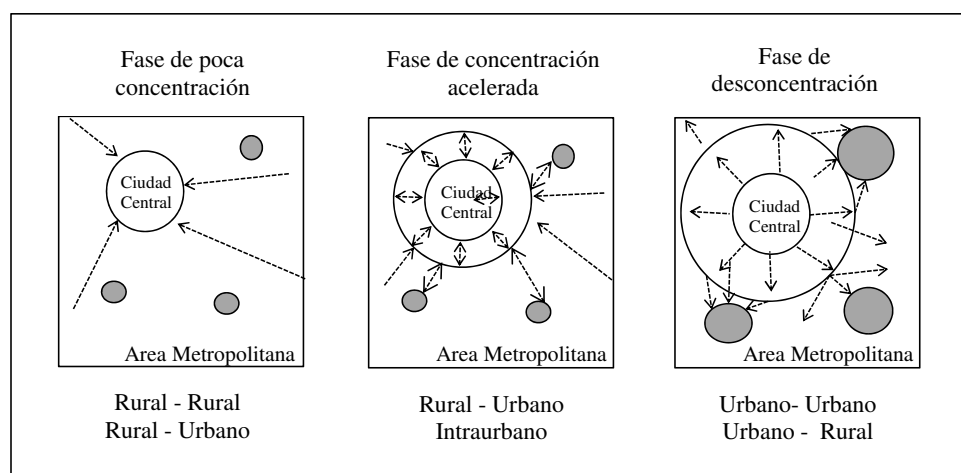 Fase de poca
concentración
Ciudad
Central
Area Metropolitana
Rural - Rural
Rural - Urbano
Fase de concentración
acelerada
Ciudad
Central
Area Metropolitana
Rural - Urbano
Intraurbano
Fase de
desconcentración
Ciudad
Central
Area Metropolitana
Urbano- Urbano
Urbano - Rural